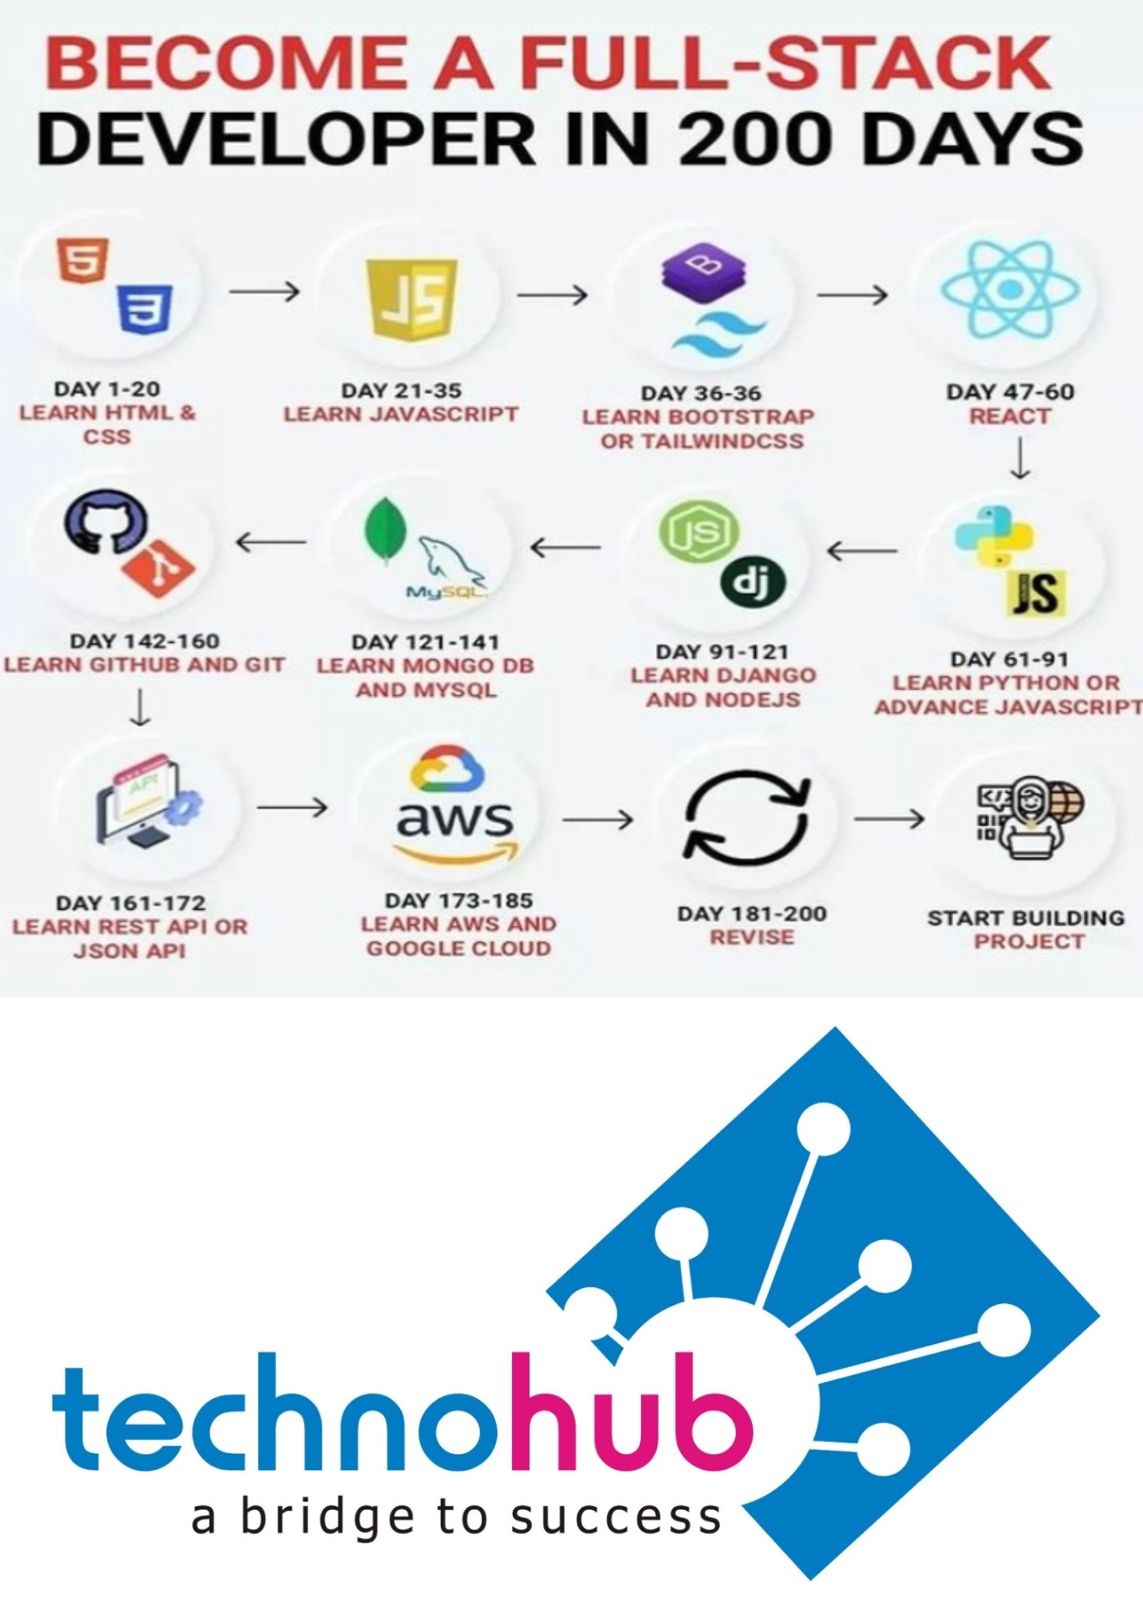 BECOME A FULL-STACK
DEVELOPER IN 200 DAYS
5
3
JS
B
DAY 1-20
LEARN HTML &
CSS
DAY 21-35
LEARN JAVASCRIPT
DAY 36-36
LEARN BOOTSTRAP
OR TAILWINDCSS
DAY 47-60
REACT
MySQL
JS
dj
JS
DAY 142-160
LEARN GITHUB AND GIT
DAY 121-141
LEARN MONGO DB
AND MYSQL
DAY 91-121
LEARN DJANGO
AND NODEJS
DAY 61-91
LEARN PYTHON OR
ADVANCE JAVASCRIPT
API
aws
</>
DAY 161-172
LEARN REST API OR
JSON API
DAY 173-185
LEARN AWS AND
GOOGLE CLOUD
DAY 181-200
REVISE
START BUILDING
PROJECT
technohub
a bridge to success